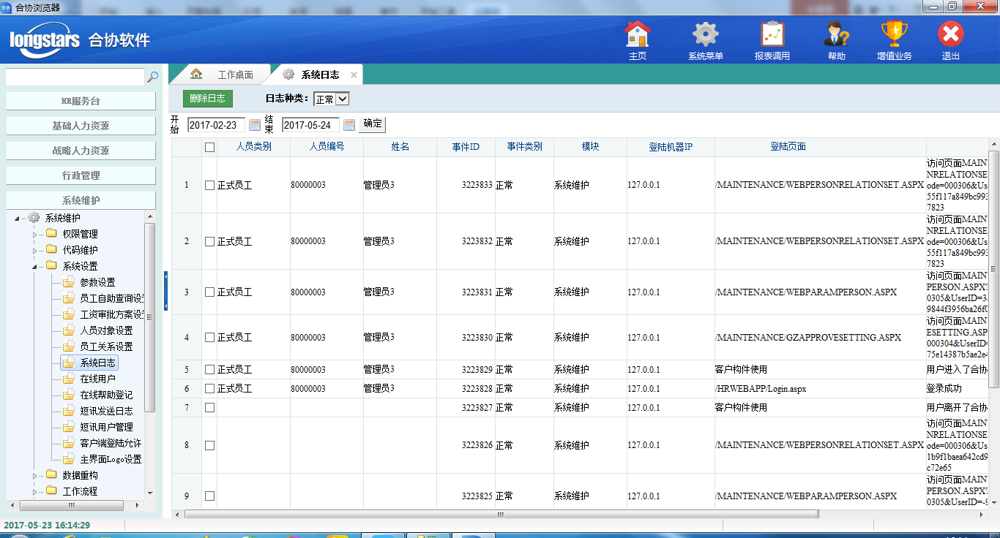 合协浏览器
longstars 合协软件
主页 系统菜单 报表调用 帮助 增值业务 退出
工作桌面 系统日志
HR服务台
基础人力资源
战略人力资源
行政管理
系统维护
系统维护
权限管理
代码维护
系统设置
参数设置
员工自助查询设
工资审批方案设
人员对象设置
员工关系设置
系统日志
在线用户
在线帮助登记
短讯发送日志
短讯用户管理
客户端登陆允许
主界面Logo设置
数据重构
工作流程
删除日志 日志种类: 正常
开始 2017-02-23 结束 2017-05-24 确定
人员类别 人员编号 姓名 事件ID 事件类别 模块 登陆机器IP 登陆页面
1 正式员工 80000003 管理员3 3223833 正常 系统维护 127.0.0.1 /MAINTENANCE/WEBPERSONRELATIONSET.ASPX 访问页面MAIN
NRELATIONSE
ode=000306&Us
55f117a849bc993
7823
2 正式员工 80000003 管理员3 3223832 正常 系统维护 127.0.0.1 /MAINTENANCE/WEBPERSONRELATIONSET.ASPX 访问页面MAIN
NRELATIONSE
ode=000306&Us
55f117a849bc993
7823
3 正式员工 80000003 管理员3 3223831 正常 系统维护 127.0.0.1 /MAINTENANCE/WEBPARAMPERSON.ASPX 访问页面MAIN
PERSON.ASPX?
0305&UserID=3
9844f3956ba26f0
4 正式员工 80000003 管理员3 3223830 正常 系统维护 127.0.0.1 /MAINTENANCE/GZAPPROVESETTING.ASPX 访问页面MAIN
ESETTING.ASP
000304&UserID=
75e14387b5ae2e4
5 正式员工 80000003 管理员3 3223829 正常 系统维护 127.0.0.1 客户构件使用 用户进入了合协
6 正式员工 80000003 管理员3 3223828 正常 系统维护 127.0.0.1 /HRWEBAPP/Login.aspx 登录成功
7 3223827 正常 系统维护 127.0.0.1 客户构件使用 用户离开了合协
8 3223826 正常 系统维护 127.0.0.1 /MAINTENANCE/WEBPERSONRELATIONSET.ASPX 访问页面MAIN
NRELATIONSE
ode=000306&Us
1b9f1baea642cd9
c72e65
9 3223825 正常 系统维护 127.0.0.1 /MAINTENANCE/WEBPARAMPERSON.ASPX 访问页面MAIN
PERSON.ASPX?
0305&UserID=-9
2017-05-23 16:14:29